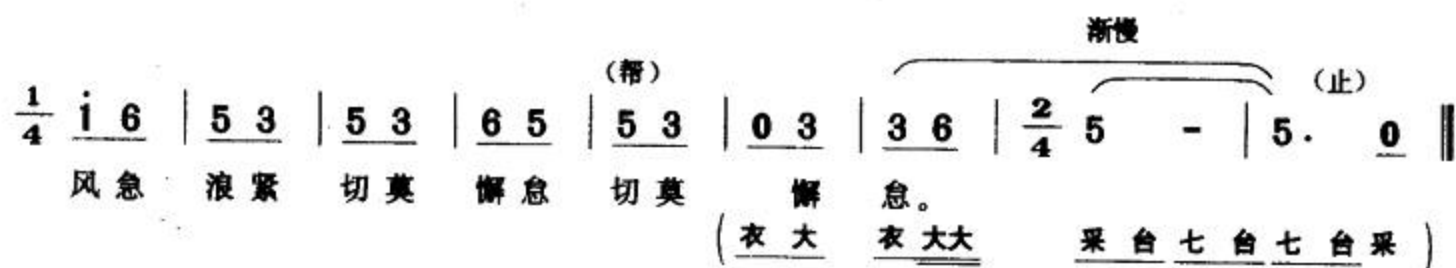 渐慢
(帮) (止)
1/4 i 6 | 5 3 | 5 3 | 6 5 | 5 3 | 0 3 | 3 6 | 2/4 5 - | 5. 0
风急 浪紧 切莫 懈怠 切莫 懈 怠。
(衣 大 衣 大大 采 台 七 台 七 台 采)